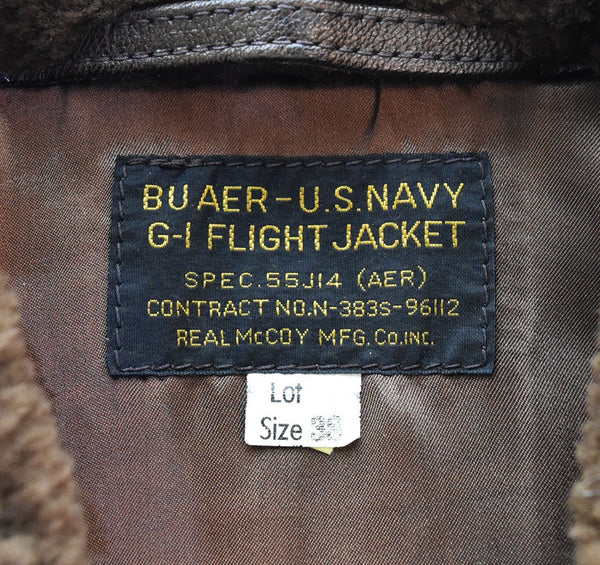 BU AER - U.S. NAVY
G-1 FLIGHT JACKET
SPEC. 55J14 (AER)
CONTRACT NO. N-383s-96112
REAL McCOY MFG. Co. INC.
Lot
Size 38